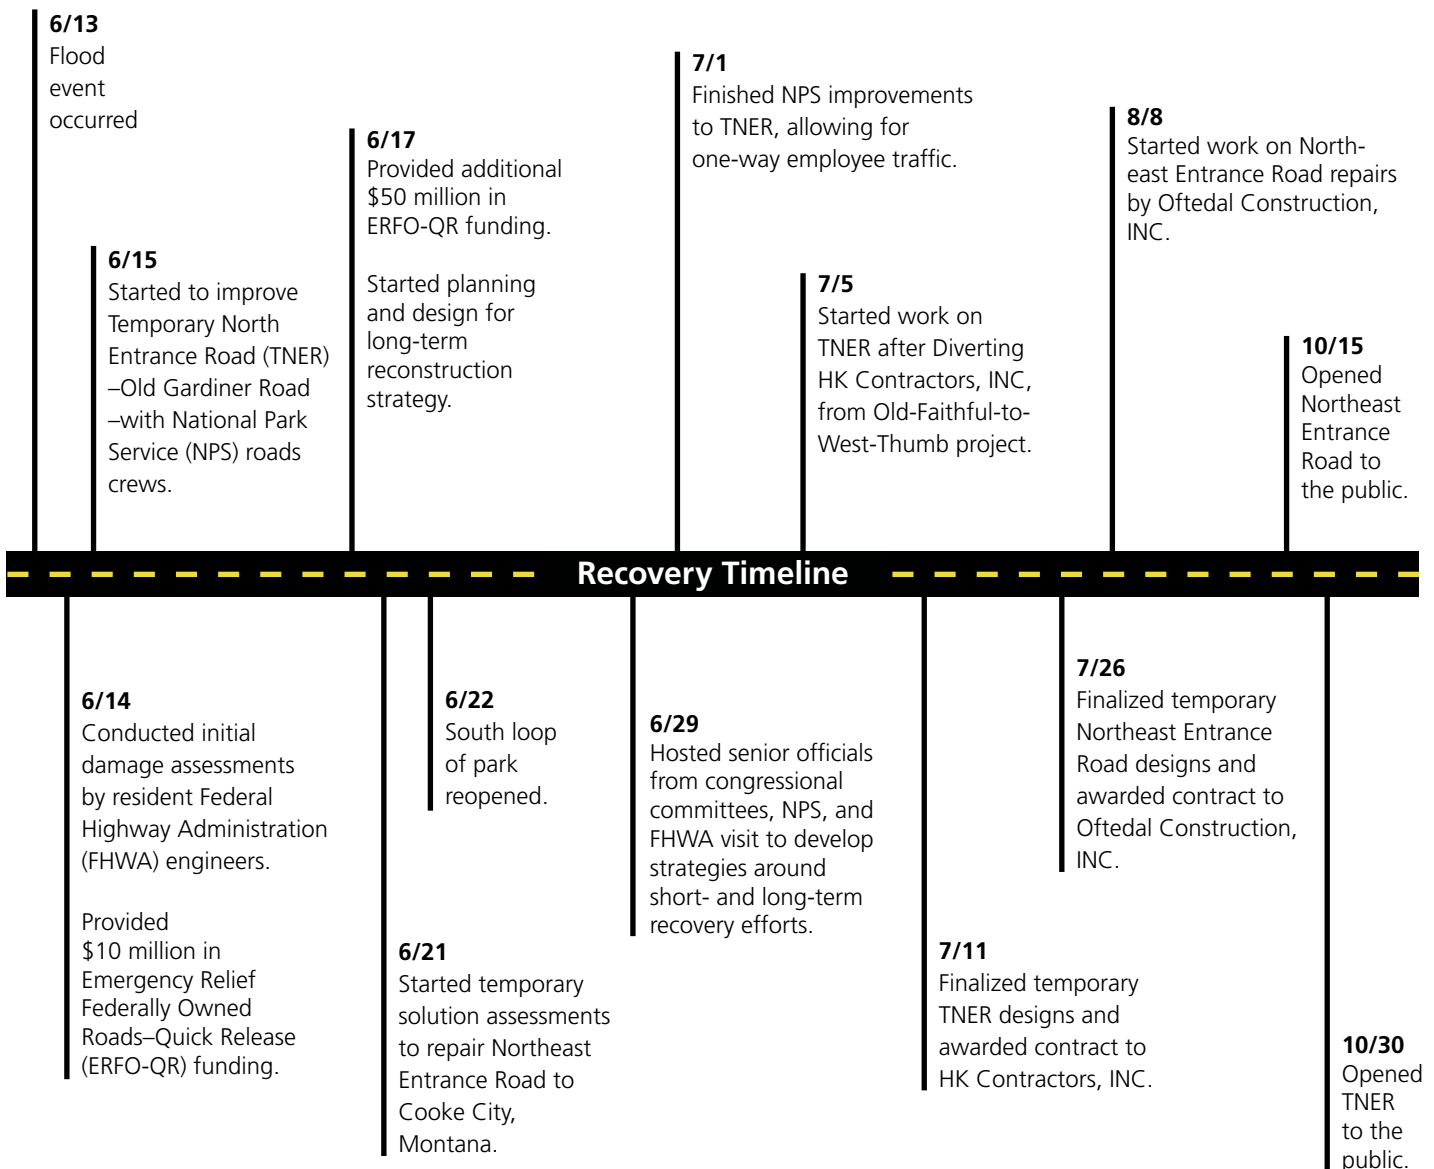 6/13
Flood
event
occurred
6/15
Started to improve
Temporary North
Entrance Road (TNER)
–Old Gardiner Road
–with National Park
Service (NPS) roads
crews.
6/17
Provided additional
$50 million in
ERFO-QR funding.
Started planning
and design for
long-term
reconstruction
strategy.
7/1
Finished NPS improvements
to TNER, allowing for
one-way employee traffic.
7/5
Started work on
TNER after Diverting
HK Contractors, INC,
from Old-Faithful-to-
West-Thumb project.
8/8
Started work on North-
east Entrance Road repairs
by Oftedal Construction,
INC.
10/15
Opened
Northeast
Entrance
Road to
the public.
Recovery Timeline
6/14
Conducted initial
damage assessments
by resident Federal
Highway Administration
(FHWA) engineers.
Provided
$10 million in
Emergency Relief
Federally Owned
Roads–Quick Release
(ERFO-QR) funding.
6/21
Started temporary
solution assessments
to repair Northeast
Entrance Road to
Cooke City,
Montana.
6/22
South loop
of park
reopened.
6/29
Hosted senior officials
from congressional
committees, NPS, and
FHWA visit to develop
strategies around
short- and long-term
recovery efforts.
7/11
Finalized temporary
TNER designs and
awarded contract to
HK Contractors, INC.
7/26
Finalized temporary
Northeast Entrance
Road designs and
awarded contract to
Oftedal Construction,
INC.
10/30
Opened
TNER
to the
public.